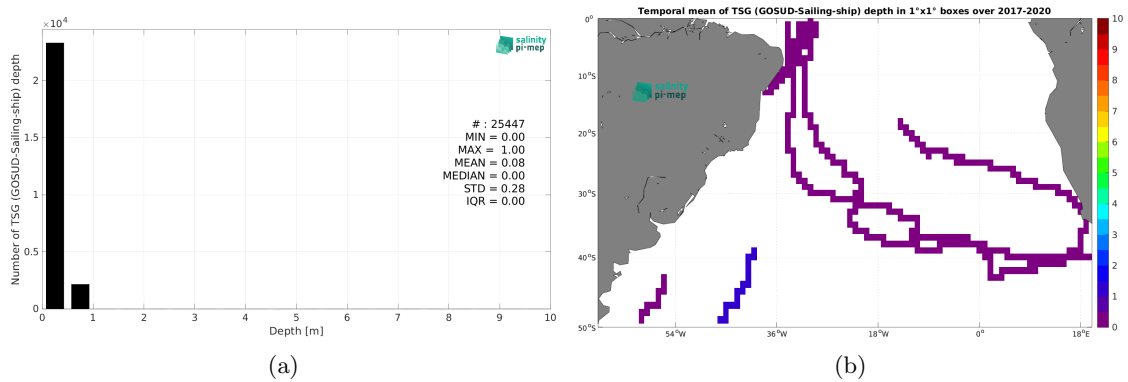 ×10⁴
2
1.5
1
0.5
0
0
1
2
3
4
5
6
7
8
9
10
Number of TSG (GOSUD-Sailing-ship) depth
Depth [m]
salinity
pi-mep
# : 25447
MIN = 0.00
MAX = 1.00
MEAN = 0.08
MEDIAN = 0.00
STD = 0.28
IQR = 0.00
(a)
Temporal mean of TSG (GOSUD-Sailing-ship) depth in 1°x1° boxes over 2017-2020
0°
10°S
20°S
30°S
40°S
50°S
54°W
36°W
18°W
0°
18°E
salinity
pi-mep
10
9
8
7
6
5
4
3
2
1
0
(b)